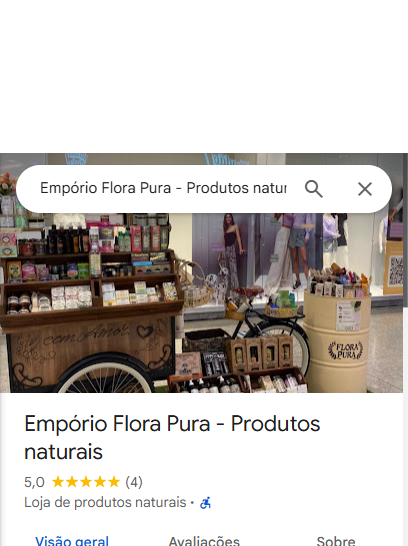 Empório Flora Pura - Produtos natur
com Amor
FLORA
PURA
Empório Flora Pura - Produtos
naturais
5,0 (4)
Loja de produtos naturais •
Visão geral Avaliações Sobre